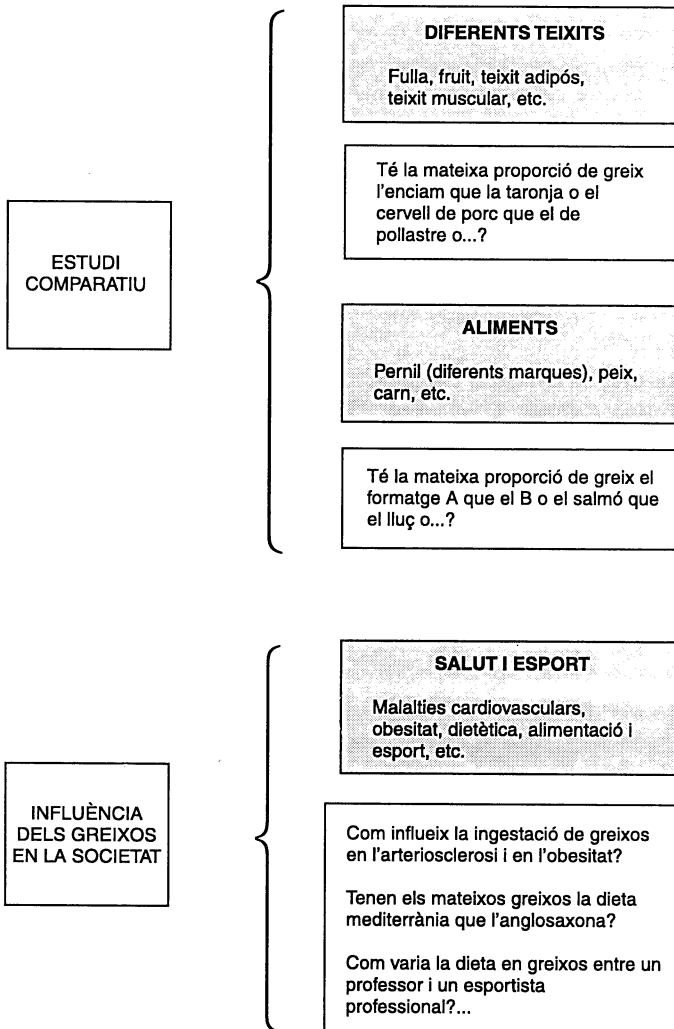 DIFERENTS TEIXITS
Fulla, fruit, teixit adipós,
teixit muscular, etc.
Té la mateixa proporció de greix
l'enciam que la taronja o el
cervell de porc que el de
pollastre o...?
ESTUDI
COMPARATIU
ALIMENTS
Pernil (diferents marques), peix,
carn, etc.
Té la mateixa proporció de greix el
formatge A que el B o el salmó que
el lluç o...?
SALUT I ESPORT
Malalties cardiovasculars,
obesitat, dietètica, alimentació i
esport, etc.
INFLUÈNCIA
DELS GREIXOS
EN LA SOCIETAT
Com influeix la ingestació de greixos
en l'arteriosclerosi i en l'obesitat?
Tenen els mateixos greixos la dieta
mediterrània que l'anglosaxona?
Com varia la dieta en greixos entre un
professor i un esportista
professional?...